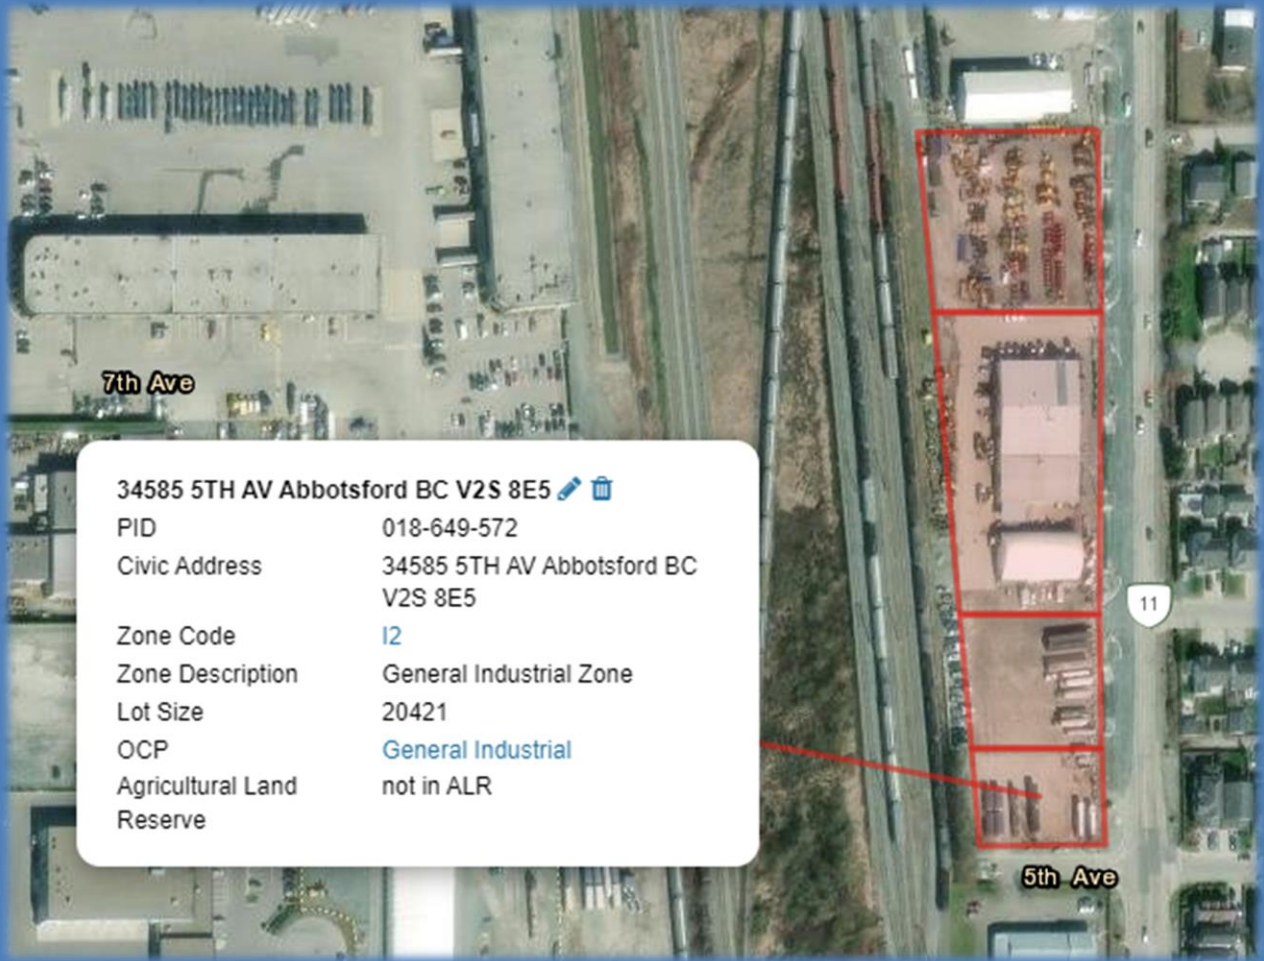 7th Ave
34585 5TH AV Abbotsford BC V2S 8E5
PID 018-649-572
Civic Address 34585 5TH AV Abbotsford BC
V2S 8E5
Zone Code I2
Zone Description General Industrial Zone
Lot Size 20421
OCP General Industrial
Agricultural Land not in ALR
Reserve
11
5th Ave